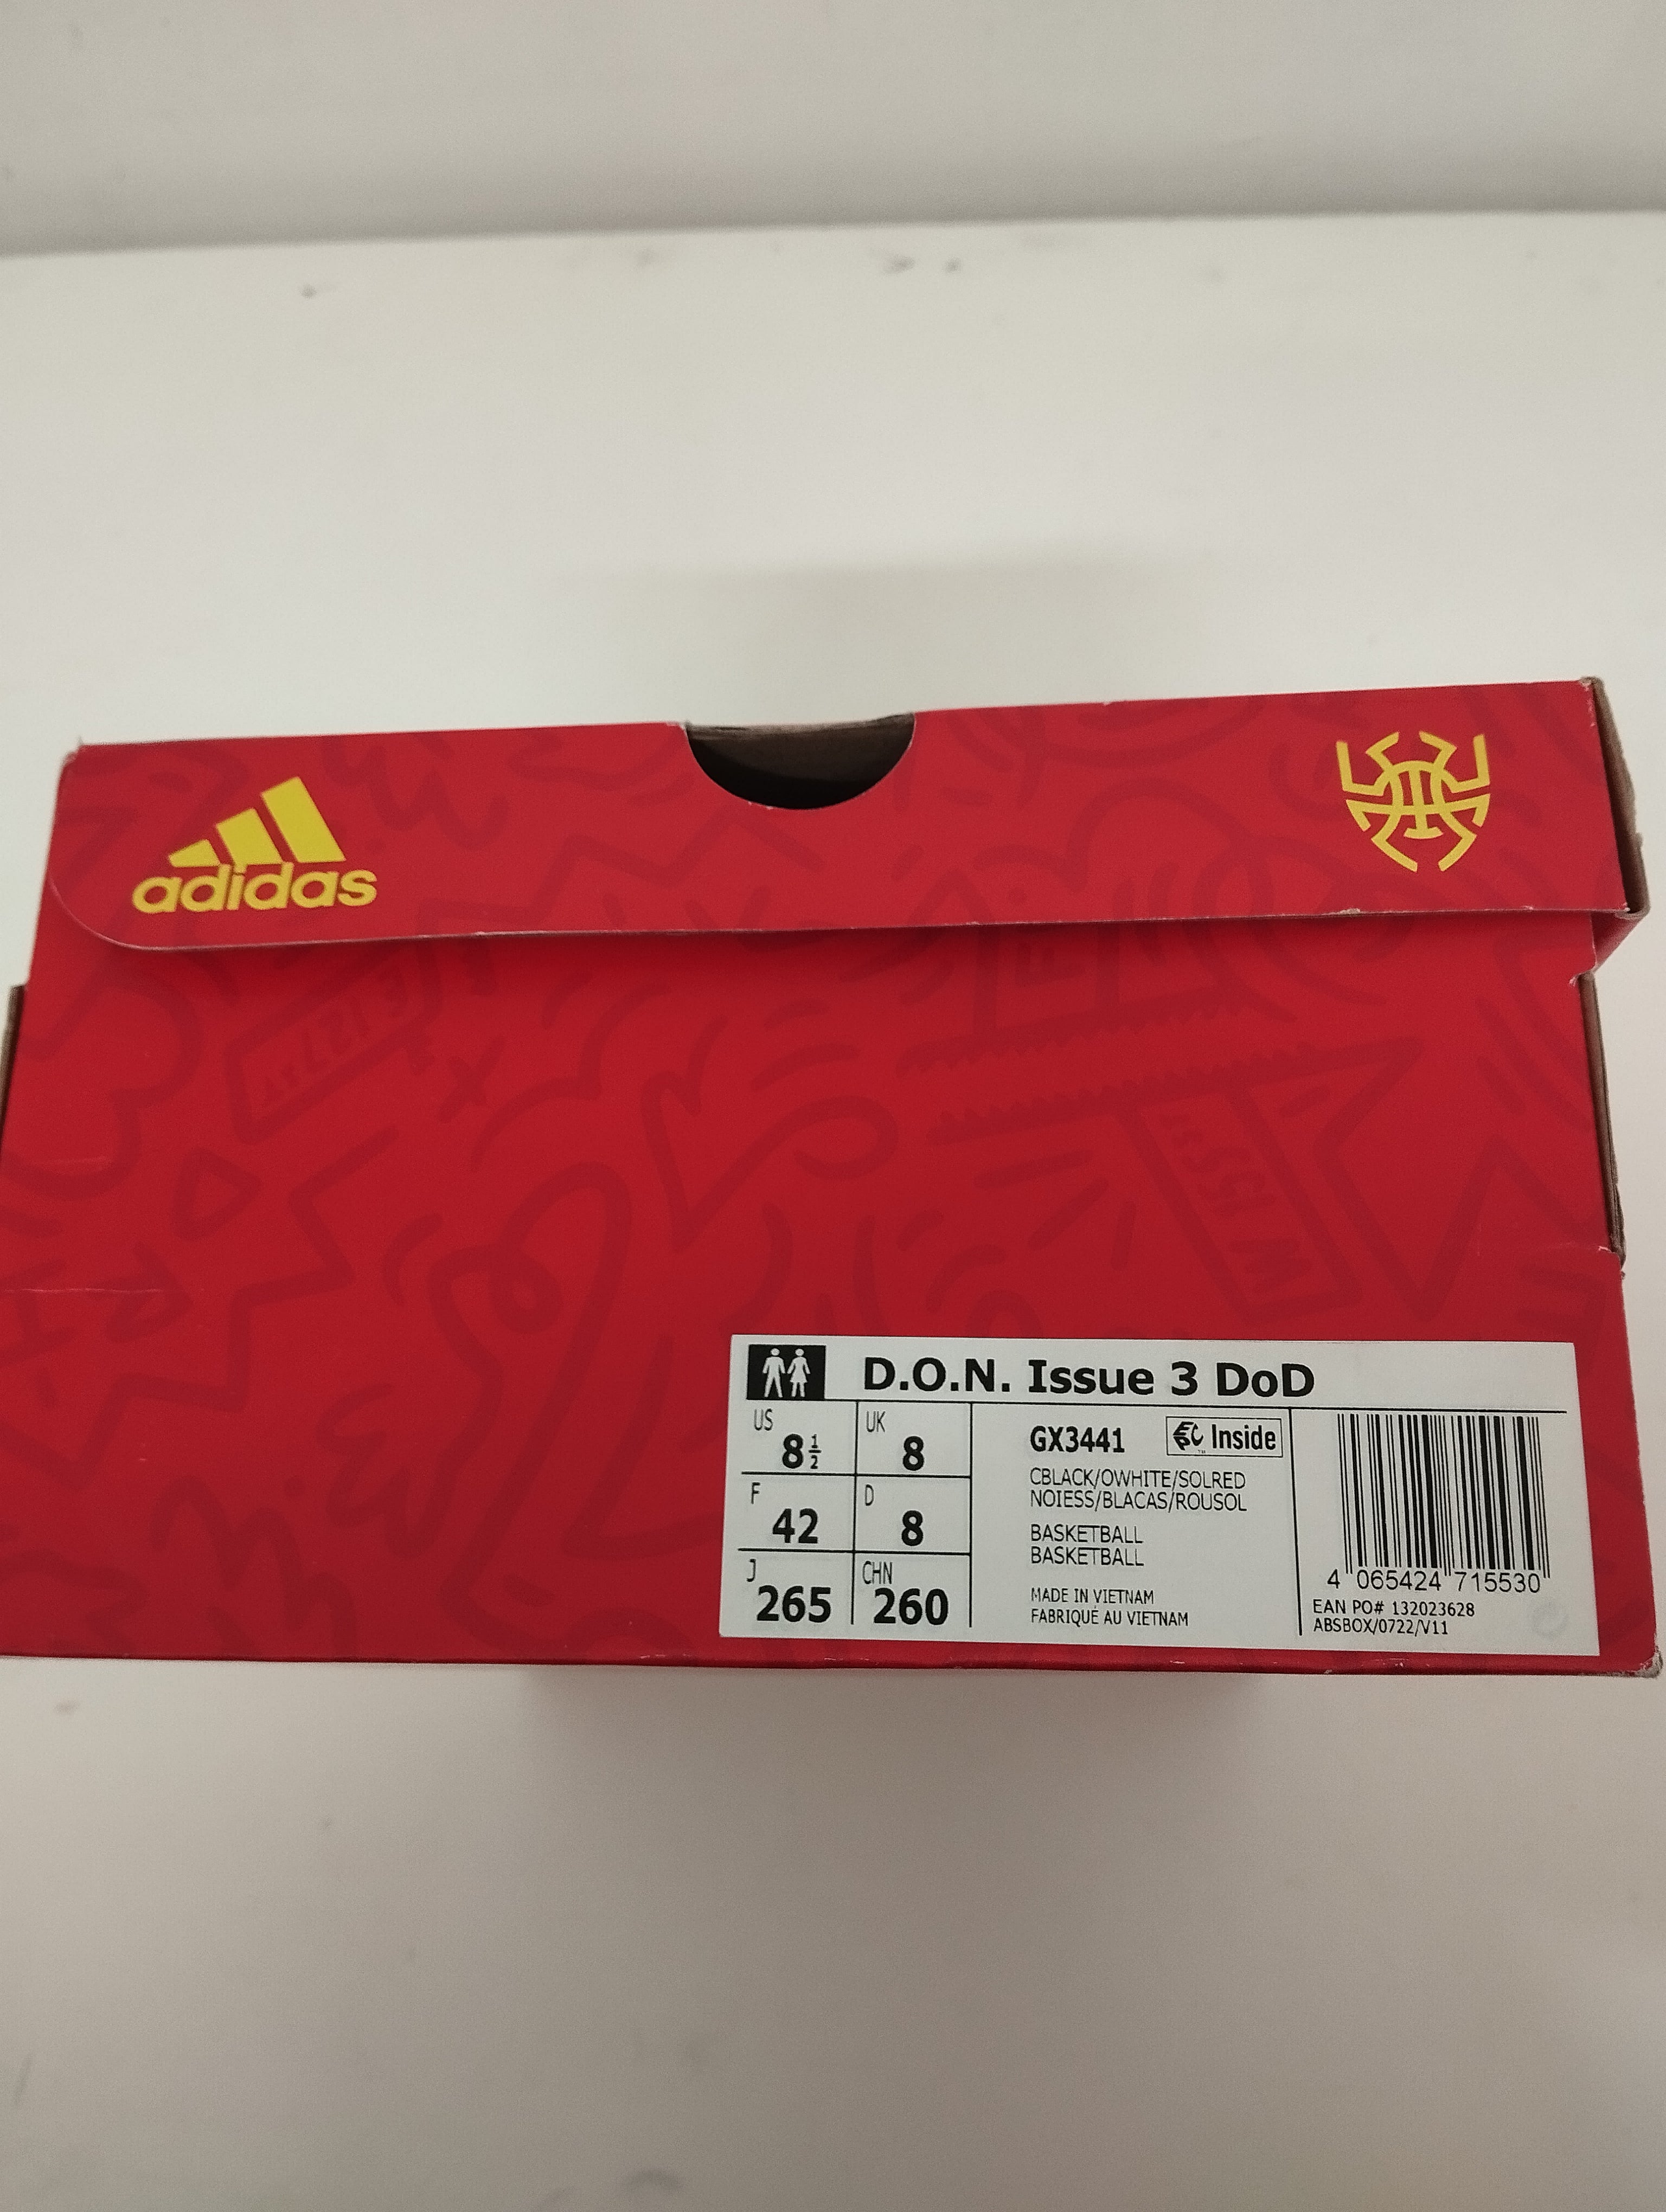 adidas
D.O.N. Issue 3 DoD
US 8½ UK 8
F 42 D 8
J 265 CHN 260
GX3441 Inside
CBLACK/OWHITE/SOLRED
NOIESS/BLACAS/ROUSOL
BASKETBALL
BASKETBALL
MADE IN VIETNAM
FABRIQUÉ AU VIETNAM
4 065424 715530
EAN PO# 132023628
ABSBOX/0722/V11